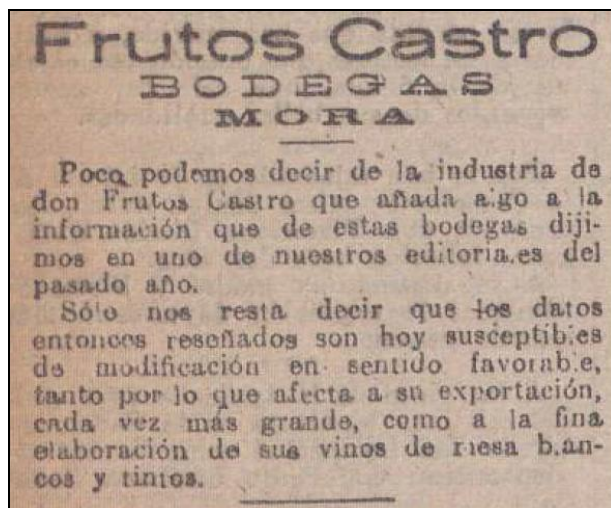 Frutos Castro
BODEGAS
MORA
Poco podemos decir de la industria de
don Frutos Castro que añada algo a la
información que de estas bodegas diji-
mos en uno de nuestros editoriales del
pasado año.
Sólo nos resta decir que los datos
entonces reseñados son hoy susceptibles
de modificación en sentido favorable,
tanto por lo que afecta a su exportación,
cada vez más grande, como a la fina
elaboración de sus vinos de mesa blan-
cos y tintos.